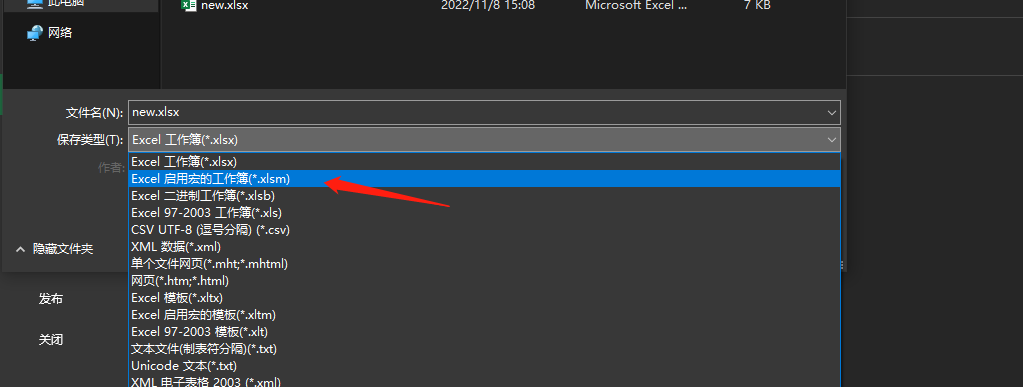 此电脑
new.xlsx 2022/11/8 15:08 Microsoft Excel ... 7 KB
网络
文件名(N): new.xlsx
保存类型(T): Excel 工作簿(*.xlsx)
作者:
Excel 工作簿(*.xlsx)
Excel 启用宏的工作簿(*.xlsm)
Excel 二进制工作簿(*.xlsb)
Excel 97-2003 工作簿(*.xls)
CSV UTF-8 (逗号分隔) (*.csv)
XML 数据(*.xml)
隐藏文件夹
单个文件网页(*.mht;*.mhtml)
网页(*.htm;*.html)
发布
Excel 模板(*.xltx)
Excel 启用宏的模板(*.xltm)
Excel 97-2003 模板(*.xlt)
关闭
文本文件(制表符分隔)(*.txt)
Unicode 文本(*.txt)
XML 电子表格 2003 (*.xml)